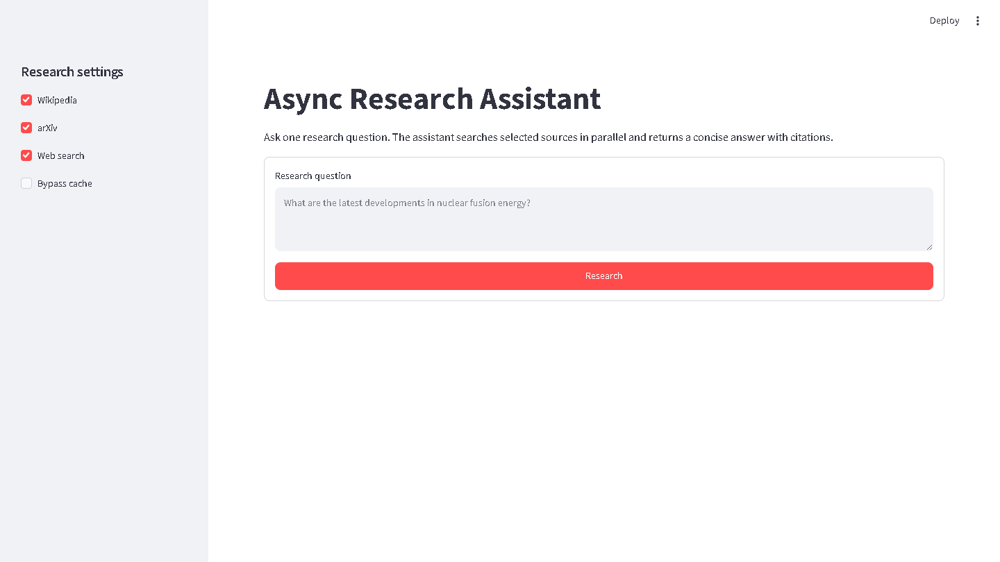 Deploy
Research settings
Wikipedia
arXiv
Web search
Bypass cache
Async Research Assistant
Ask one research question. The assistant searches selected sources in parallel and returns a concise answer with citations.
Research question
What are the latest developments in nuclear fusion energy?
Research